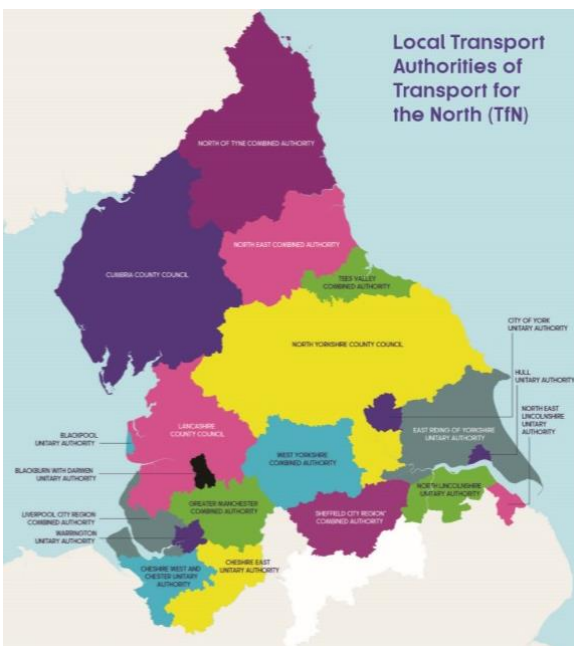 Local Transport
Authorities of
Transport for
the North (TfN)
NORTH OF TYNE COMBINED AUTHORITY
NORTH EAST COMBINED AUTHORITY
CUMBRIA COUNTY COUNCIL
TEES VALLEY
COMBINED AUTHORITY
NORTH YORKSHIRE COUNTY COUNCIL
CITY OF YORK
UNITARY AUTHORITY
HULL
UNITARY AUTHORITY
NORTH EAST
LINCOLNSHIRE
UNITARY
AUTHORITY
LANCASHIRE
COUNTY COUNCIL
EAST RIDING OF YORKSHIRE
UNITARY AUTHORITY
BLACKPOOL
UNITARY AUTHORITY
WEST YORKSHIRE
COMBINED AUTHORITY
BLACKBURN WITH DARWEN
UNITARY AUTHORITY
NORTH LINCOLNSHIRE
UNITARY AUTHORITY
GREATER MANCHESTER
COMBINED AUTHORITY
LIVERPOOL CITY REGION
COMBINED AUTHORITY
SHEFFIELD CITY REGION*
COMBINED AUTHORITY
WARRINGTON
UNITARY AUTHORITY
CHESHIRE EAST
UNITARY AUTHORITY
CHESHIRE WEST AND
CHESTER UNITARY
AUTHORITY